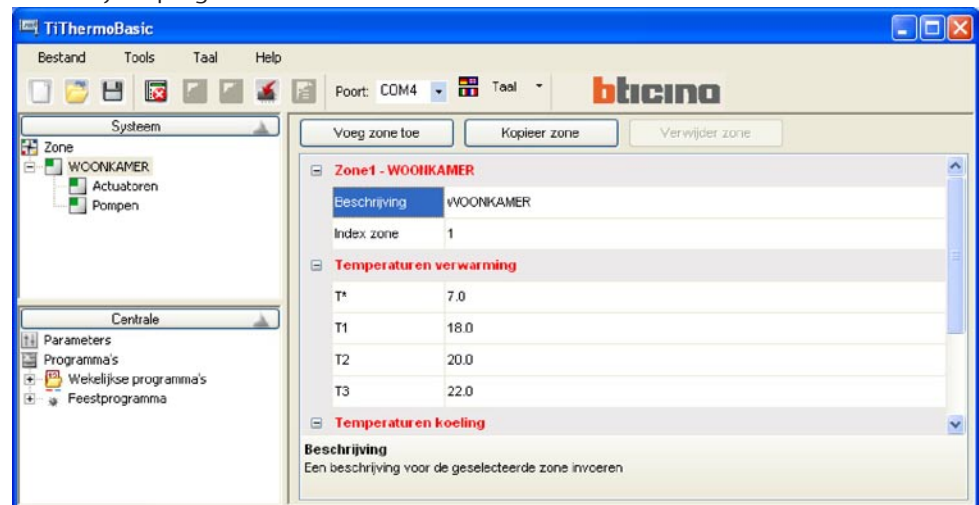 TiThermoBasic
Bestand Tools Taal Help
Poort: COM4 Taal bticino
Systeem
Zone
WOONKAMER
Actuatoren
Pompen
Centrale
Parameters
Programma's
Wekelijkse programma's
Feestprogramma
Voeg zone toe Kopieer zone Verwijder zone
Zone1 - WOONKAMER
Beschrijving WOONKAMER
Index zone 1
Temperaturen verwarming
T* 7.0
T1 18.0
T2 20.0
T3 22.0
Temperaturen koeling
Beschrijving
Een beschrijving voor de geselecteerde zone invoeren